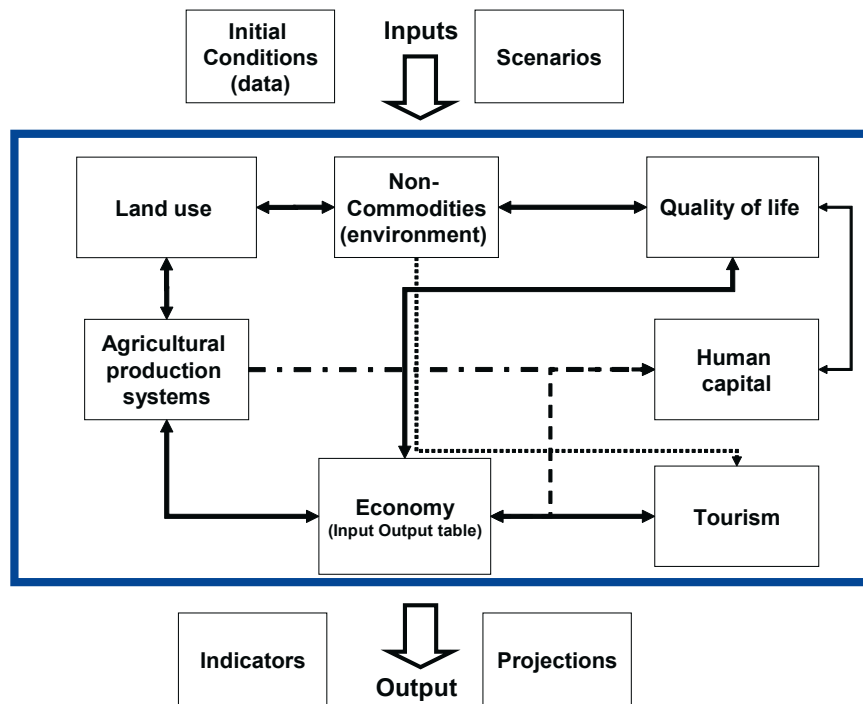 Initial
Conditions
(data)
Inputs
Scenarios
Land use
Non-
Commodities
(environment)
Quality of life
Agricultural
production
systems
Human
capital
Economy
(Input Output table)
Tourism
Indicators
Output
Projections